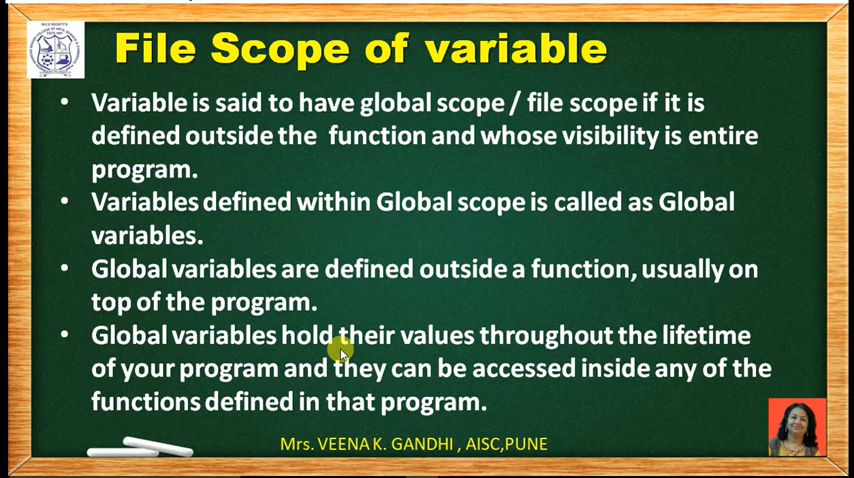 File Scope of variable
• Variable is said to have global scope / file scope if it is
defined outside the function and whose visibility is entire
program.
• Variables defined within Global scope is called as Global
variables.
• Global variables are defined outside a function, usually on
top of the program.
• Global variables hold their values throughout the lifetime
of your program and they can be accessed inside any of the
functions defined in that program.
Mrs. VEENA K. GANDHI , AISC,PUNE